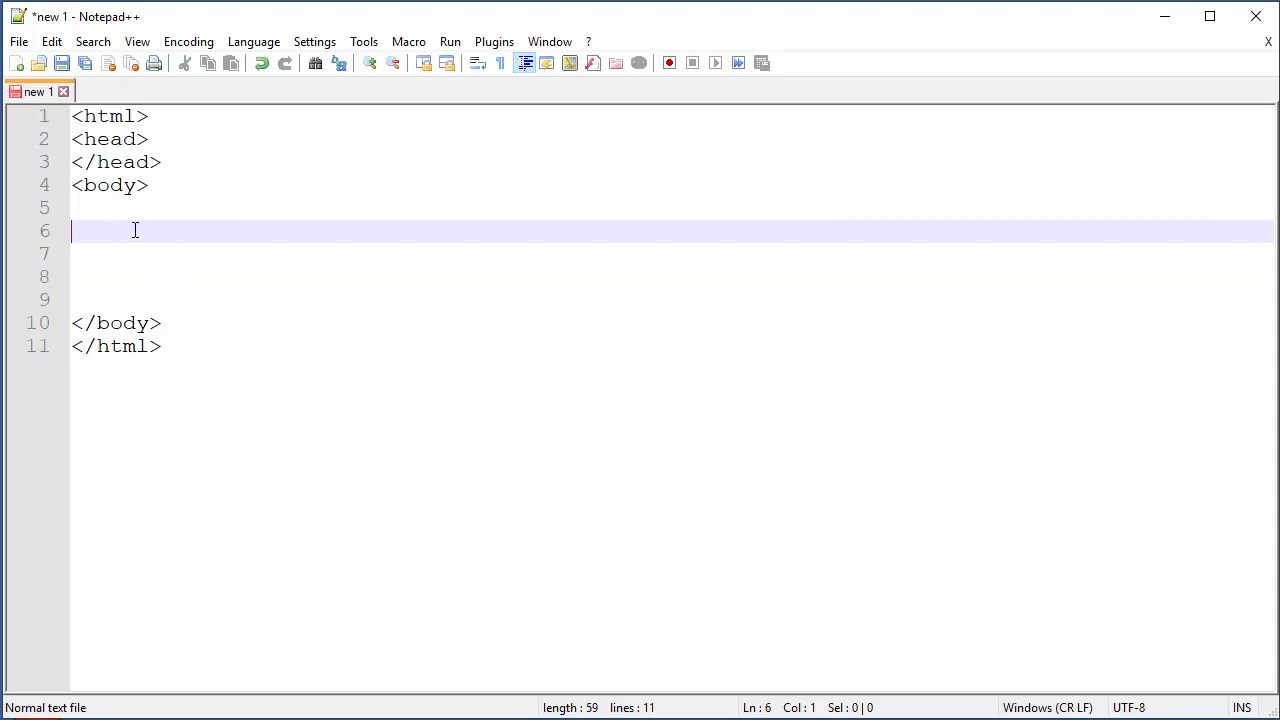 *new 1 - Notepad++
File Edit Search View Encoding Language Settings Tools Macro Run Plugins Window ? X
new 1
1 <html>
2 <head>
3 </head>
4 <body>
5
6
7
8
9
10 </body>
11 </html>
Normal text file length : 59 lines : 11 Ln : 6 Col : 1 Sel : 0 | 0 Windows (CR LF) UTF-8 INS